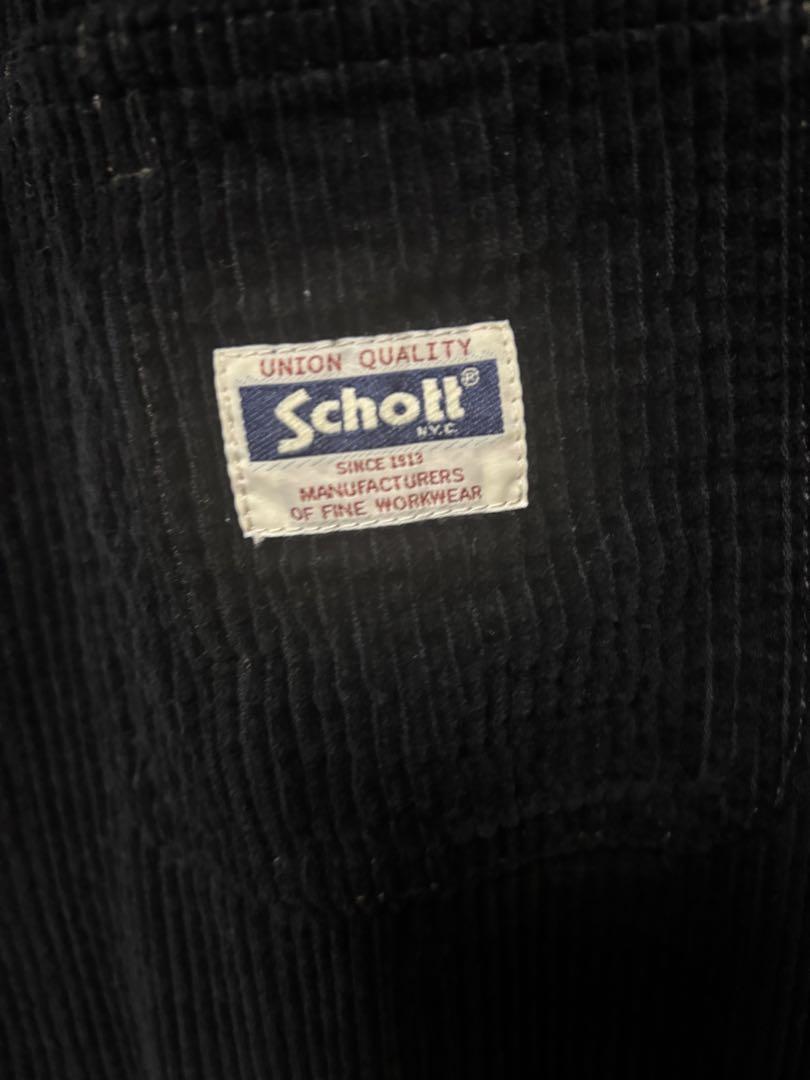 UNION QUALITY
Schott®
N.Y.C.
SINCE 1913
MANUFACTURERS
OF FINE WORKWEAR